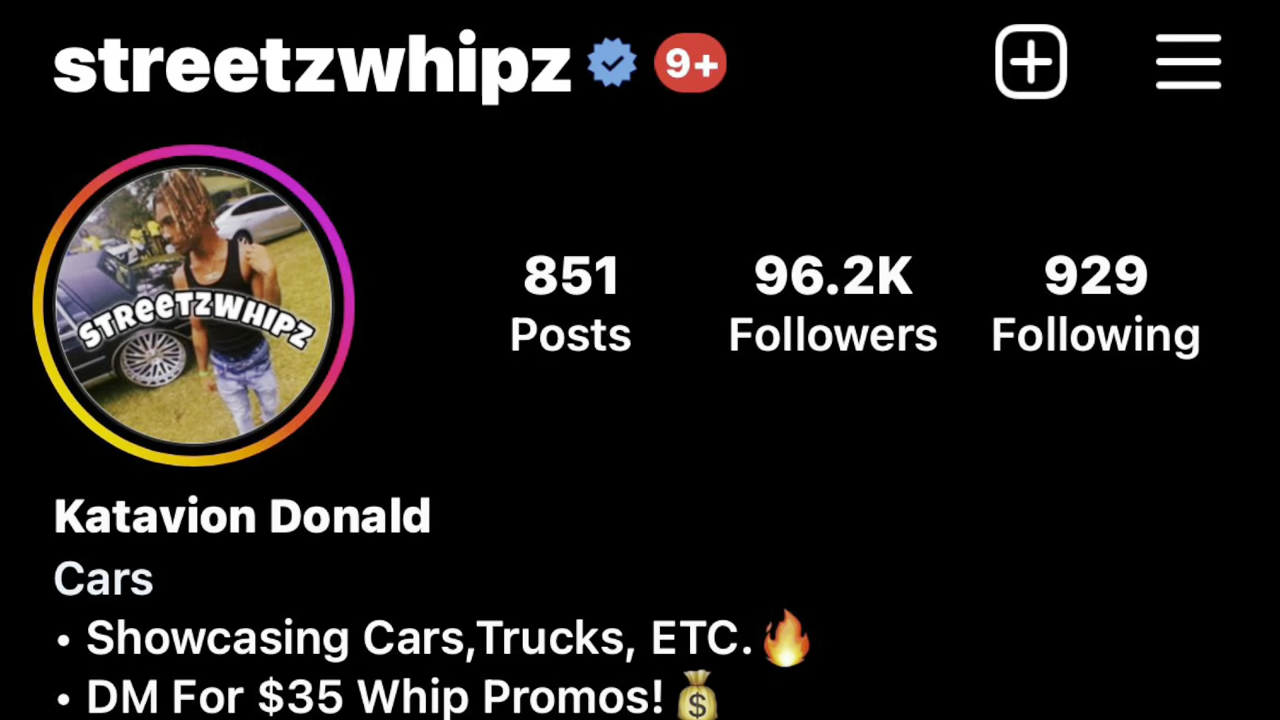 streetzwhipz 9+
STREETZWHIPZ
851 96.2K 929
Posts Followers Following
Katavion Donald
Cars
• Showcasing Cars,Trucks, ETC.🔥
• DM For $35 Whip Promos!💰